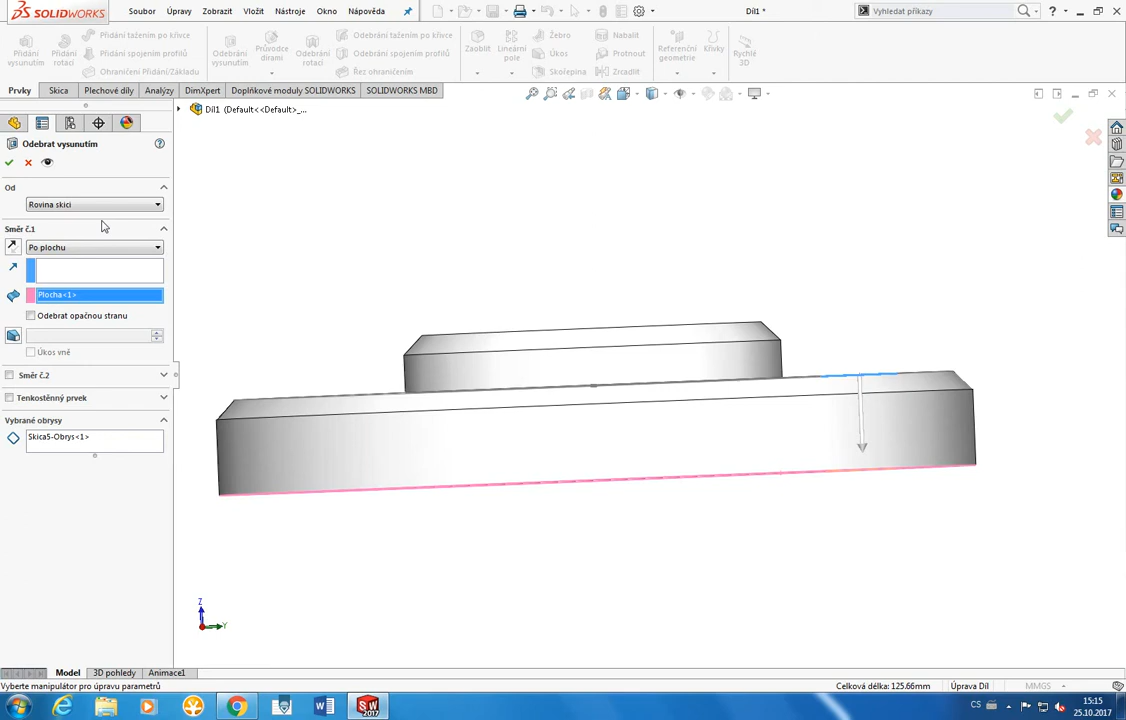 SOLIDWORKS
Soubor Úpravy Zobrazit Vložit Nástroje Okno Nápověda
Díl1 *
Vyhledat příkazy
Přidání vysunutím
Přidání rotací
Přidání tažením po křivce
Přidání spojením profilů
Ohraničení Přidání/Základu
Odebrání vysunutím
Průvodce dírami
Odebrání rotací
Odebrání tažením po křivce
Odebrání spojením profilů
Řez ohraničením
Zaoblit
Lineární pole
Žebro
Úkos
Skořepina
Nabalit
Protnout
Zrcadlit
Referenční geometrie
Křivky
Rychlé 3D
Prvky Skica Plechové díly Analýzy DimXpert Doplňkové moduly SOLIDWORKS SOLIDWORKS MBD
Díl1 (Default<<Default>_...
Odebrat vysunutím
Od
Rovina skici
Směr č.1
Po plochu
Plocha<1>
Odebrat opačnou stranu
Úkos vně
Směr č.2
Tenkostěnný prvek
Vybrané obrysy
Skica5-Obrys<1>
Z
Y
Model 3D pohledy Animace1
Vyberte manipulátor pro úpravu parametrů
Celková délka: 125.66mm
Úprava Díl
MMGS
CS
15:15
25.10.2017